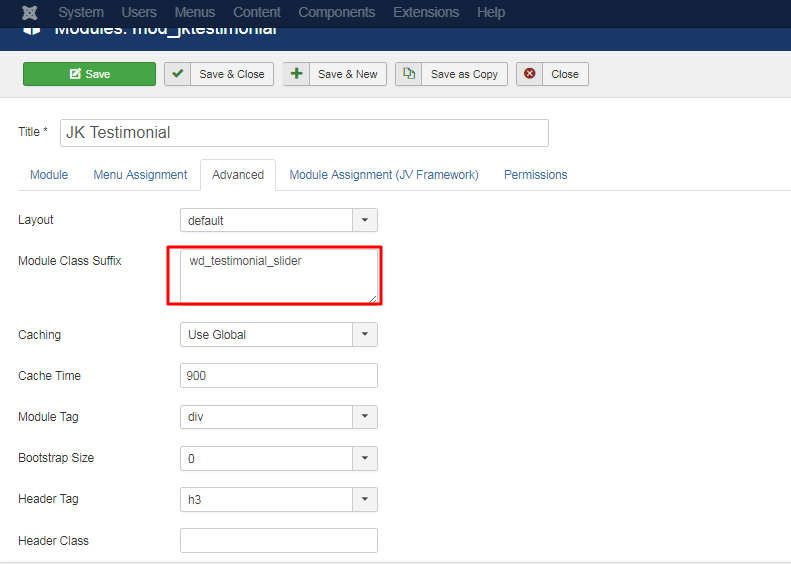 System Users Menus Content Components Extensions Help
Modules: mod_jktestimonial
Save Save & Close Save & New Save as Copy Close
Title * JK Testimonial
Module Menu Assignment Advanced Module Assignment (JV Framework) Permissions
Layout default
Module Class Suffix wd_testimonial_slider
Caching Use Global
Cache Time 900
Module Tag div
Bootstrap Size 0
Header Tag h3
Header Class